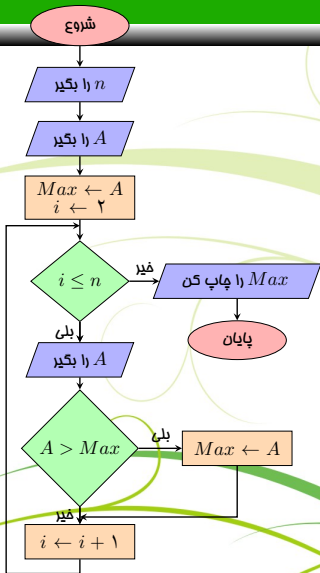 شروع
n را بگیر
A را بگیر
Max ← A
i ← ۲
i ≤ n
خیر
Max را چاپ کن
پایان
بلی
A را بگیر
A > Max
بلی
Max ← A
خیر
i ← i + ۱